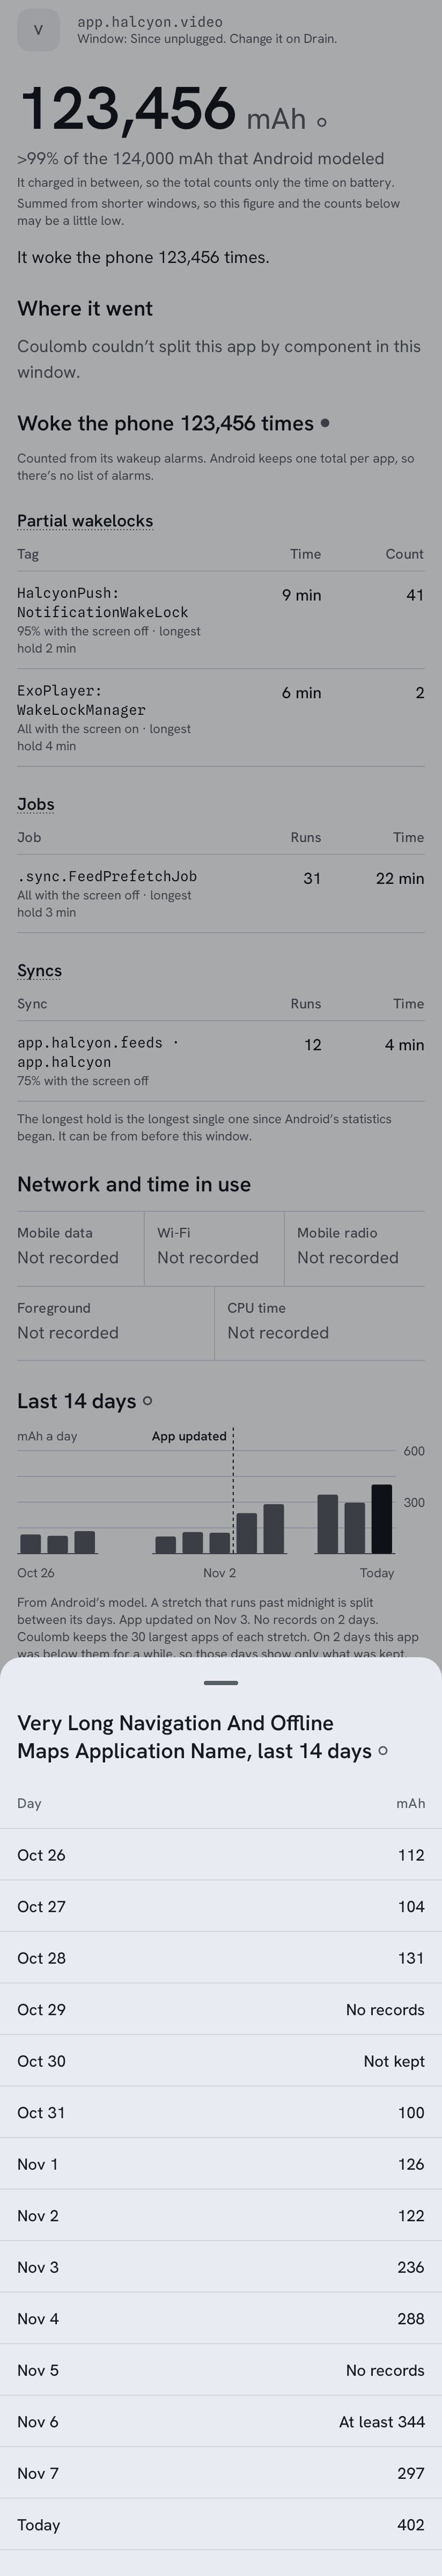 V
app.halcyon.video
Window: Since unplugged. Change it on Drain.
123,456 mAh
>99% of the 124,000 mAh that Android modeled
It charged in between, so the total counts only the time on battery.
Summed from shorter windows, so this figure and the counts below
may be a little low.
It woke the phone 123,456 times.
Where it went
Coulomb couldn’t split this app by component in this
window.
Woke the phone 123,456 times
Counted from its wakeup alarms. Android keeps one total per app, so
there’s no list of alarms.
Partial wakelocks
Tag Time Count
HalcyonPush: 9 min 41
NotificationWakeLock
95% with the screen off · longest
hold 2 min
ExoPlayer: 6 min 2
WakeLockManager
All with the screen on · longest
hold 4 min
Jobs
Job Runs Time
.sync.FeedPrefetchJob 31 22 min
All with the screen off · longest
hold 3 min
Syncs
Sync Runs Time
app.halcyon.feeds · 12 4 min
app.halcyon
75% with the screen off
The longest hold is the longest single one since Android’s statistics
began. It can be from before this window.
Network and time in use
Mobile data Wi-Fi Mobile radio
Not recorded Not recorded Not recorded
Foreground CPU time
Not recorded Not recorded
Last 14 days
mAh a day App updated
600
300
Oct 26 Nov 2 Today
From Android’s model. A stretch that runs past midnight is split
between its days. App updated on Nov 3. No records on 2 days.
Coulomb keeps the 30 largest apps of each stretch. On 2 days this app
was below them for a while, so those days show only what was kept.
Very Long Navigation And Offline
Maps Application Name, last 14 days
Day mAh
Oct 26 112
Oct 27 104
Oct 28 131
Oct 29 No records
Oct 30 Not kept
Oct 31 100
Nov 1 126
Nov 2 122
Nov 3 236
Nov 4 288
Nov 5 No records
Nov 6 At least 344
Nov 7 297
Today 402